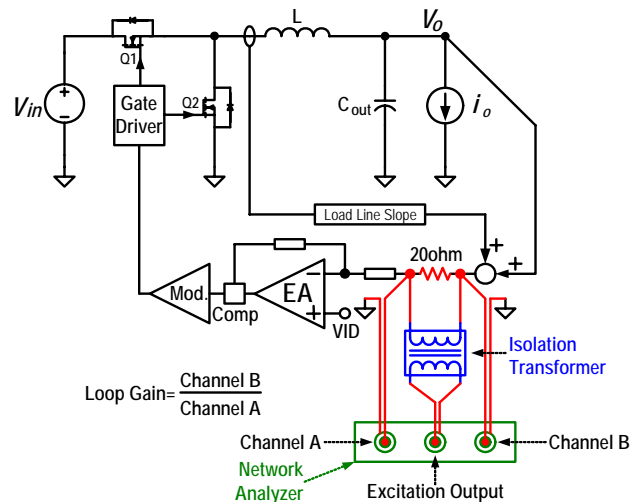 L
Vo
Q1
Vin
+
−
Gate
Driver
Q2
Cout
io
Load Line Slope
+
+
20ohm
Mod.
Comp
EA
−
+
VID
Isolation
Transformer
Loop Gain= Channel B
Channel A
Channel A
Channel B
Network
Analyzer
Excitation Output